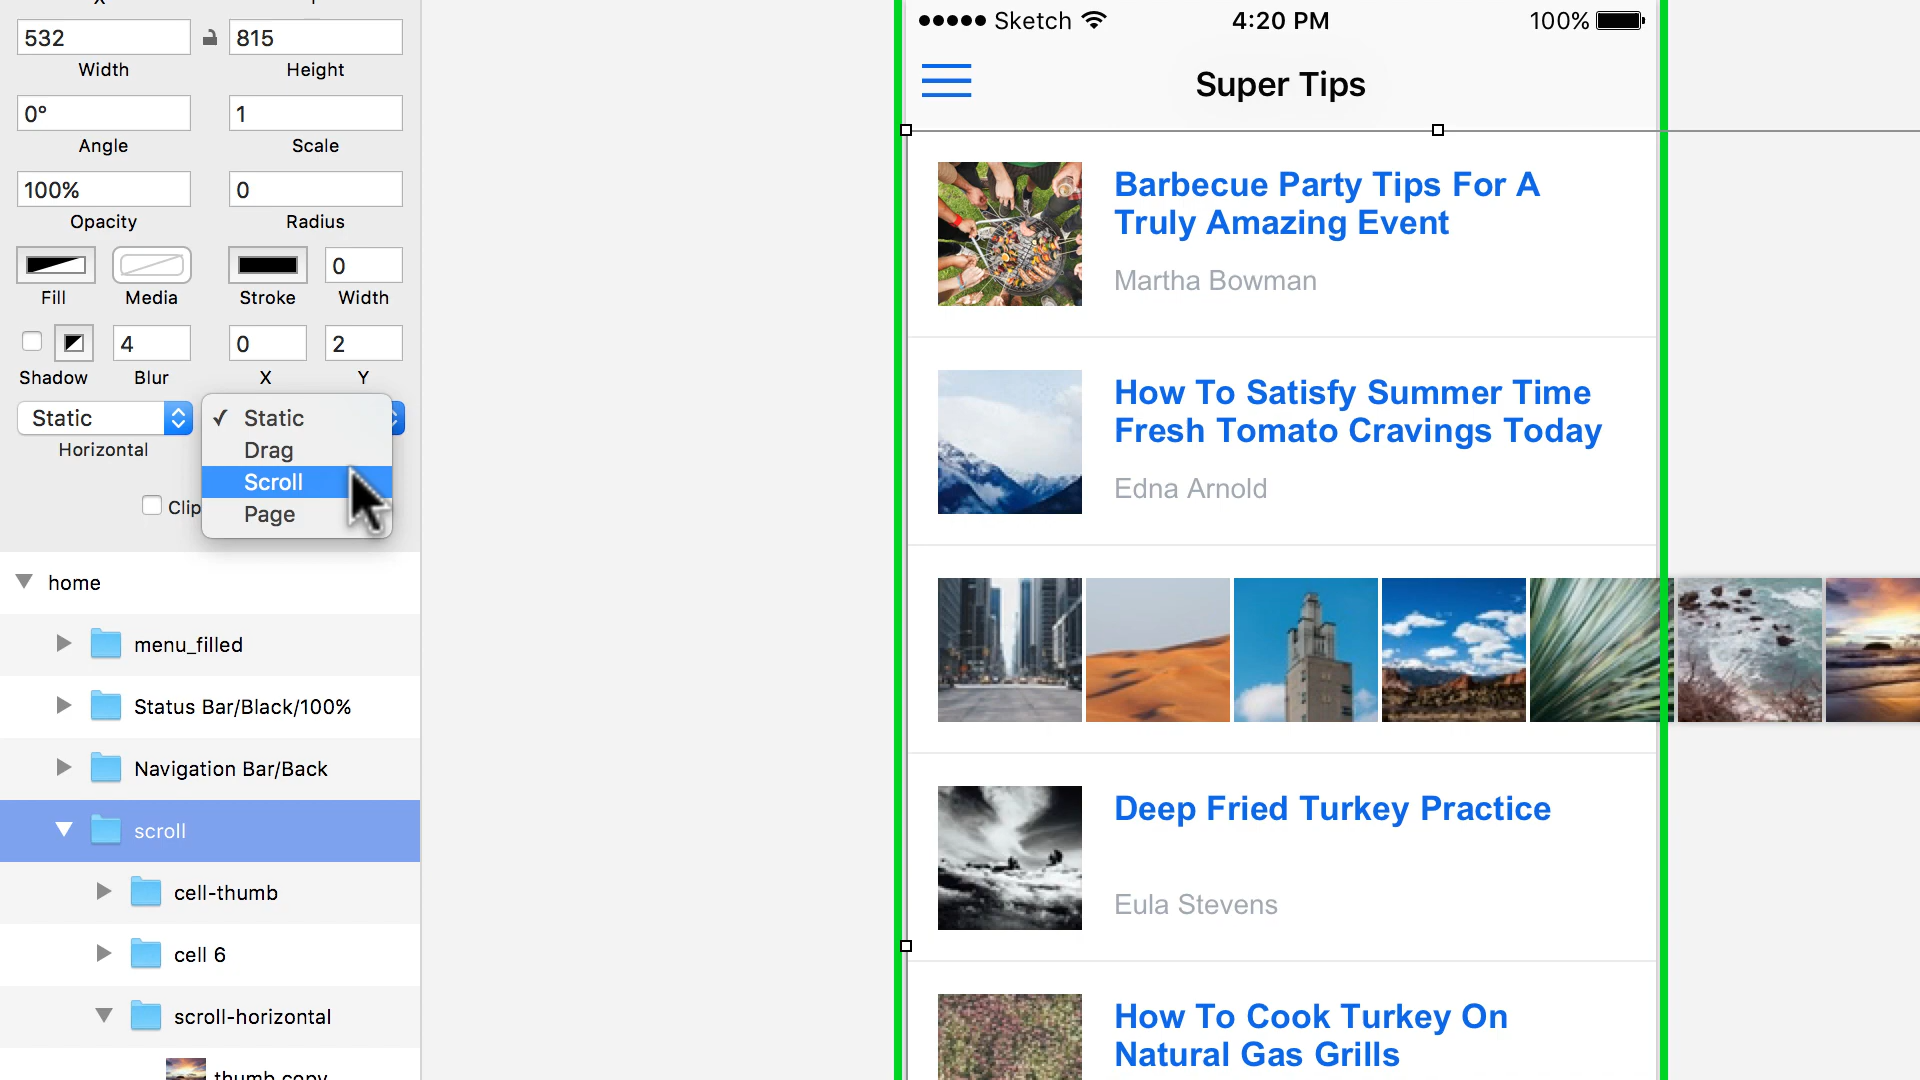 532
815
Width
Height
0°
1
Angle
Scale
100%
0
Opacity
Radius
0
Fill
Media
Stroke
Width
4
0
2
Shadow
Blur
X
Y
Static
Horizontal
Static
Drag
Scroll
Page
Clip
home
menu_filled
Status Bar/Black/100%
Navigation Bar/Back
scroll
cell-thumb
cell 6
scroll-horizontal
thumb copy
Sketch
4:20 PM
100%
Super Tips
Barbecue Party Tips For A
Truly Amazing Event
Martha Bowman
How To Satisfy Summer Time
Fresh Tomato Cravings Today
Edna Arnold
Deep Fried Turkey Practice
Eula Stevens
How To Cook Turkey On
Natural Gas Grills